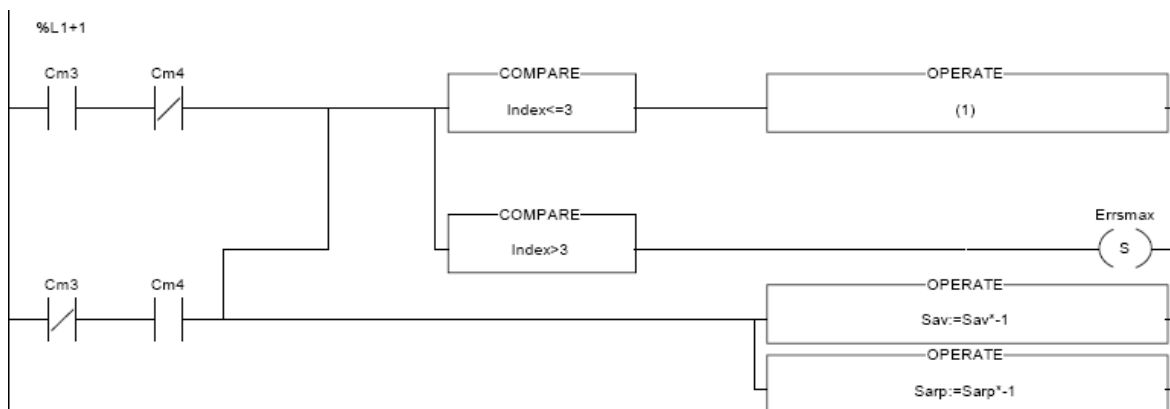 %L1+1
Cm3 Cm4 COMPARE OPERATE
Index<=3 (1)
COMPARE Errsmax
Index>3 S
Cm3 Cm4 OPERATE
Sav:=Sav*-1
OPERATE
Sarp:=Sarp*-1